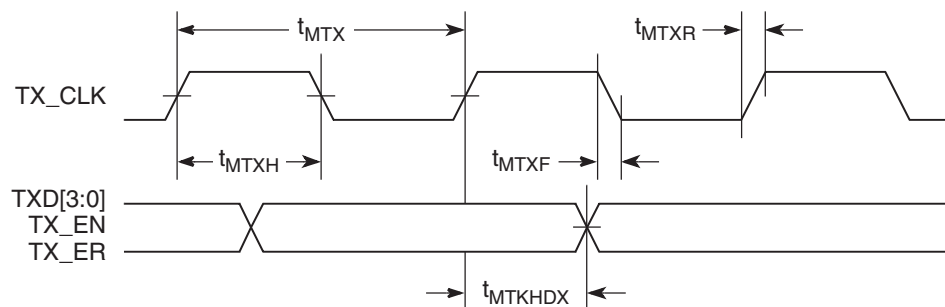 tMTX
tMTXR
TX_CLK
tMTXH
tMTXF
TXD[3:0]
TX_EN
TX_ER
tMTKHDX